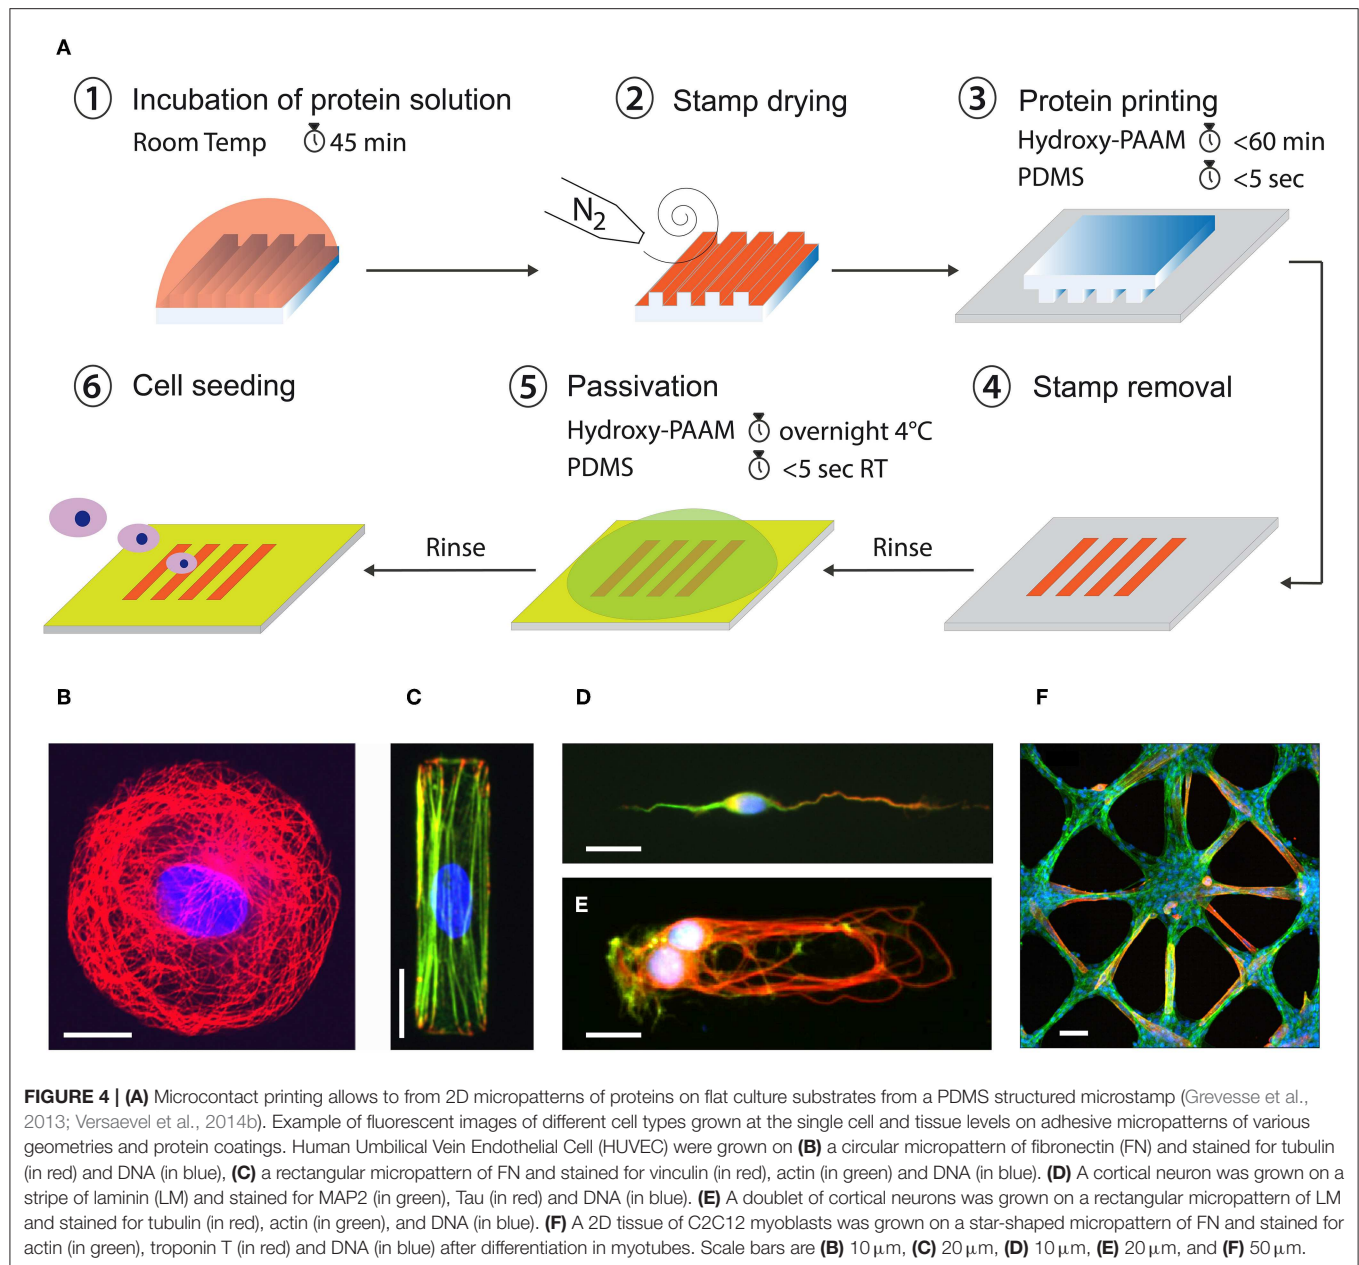 A
1 Incubation of protein solution
Room Temp 45 min
2 Stamp drying
N2
3 Protein printing
Hydroxy-PAAM <60 min
PDMS <5 sec
6 Cell seeding
5 Passivation
Hydroxy-PAAM overnight 4°C
PDMS <5 sec RT
4 Stamp removal
Rinse
Rinse
B
C
D
E
F
FIGURE 4 | (A) Microcontact printing allows to from 2D micropatterns of proteins on flat culture substrates from a PDMS structured microstamp (Grevesse et al.,
2013; Versaevel et al., 2014b). Example of fluorescent images of different cell types grown at the single cell and tissue levels on adhesive micropatterns of various
geometries and protein coatings. Human Umbilical Vein Endothelial Cell (HUVEC) were grown on (B) a circular micropattern of fibronectin (FN) and stained for tubulin
(in red) and DNA (in blue), (C) a rectangular micropattern of FN and stained for vinculin (in red), actin (in green) and DNA (in blue). (D) A cortical neuron was grown on a
stripe of laminin (LM) and stained for MAP2 (in green), Tau (in red) and DNA (in blue). (E) A doublet of cortical neurons was grown on a rectangular micropattern of LM
and stained for tubulin (in red), actin (in green), and DNA (in blue). (F) A 2D tissue of C2C12 myoblasts was grown on a star-shaped micropattern of FN and stained for
actin (in green), troponin T (in red) and DNA (in blue) after differentiation in myotubes. Scale bars are (B) 10 μm, (C) 20 μm, (D) 10 μm, (E) 20 μm, and (F) 50 μm.